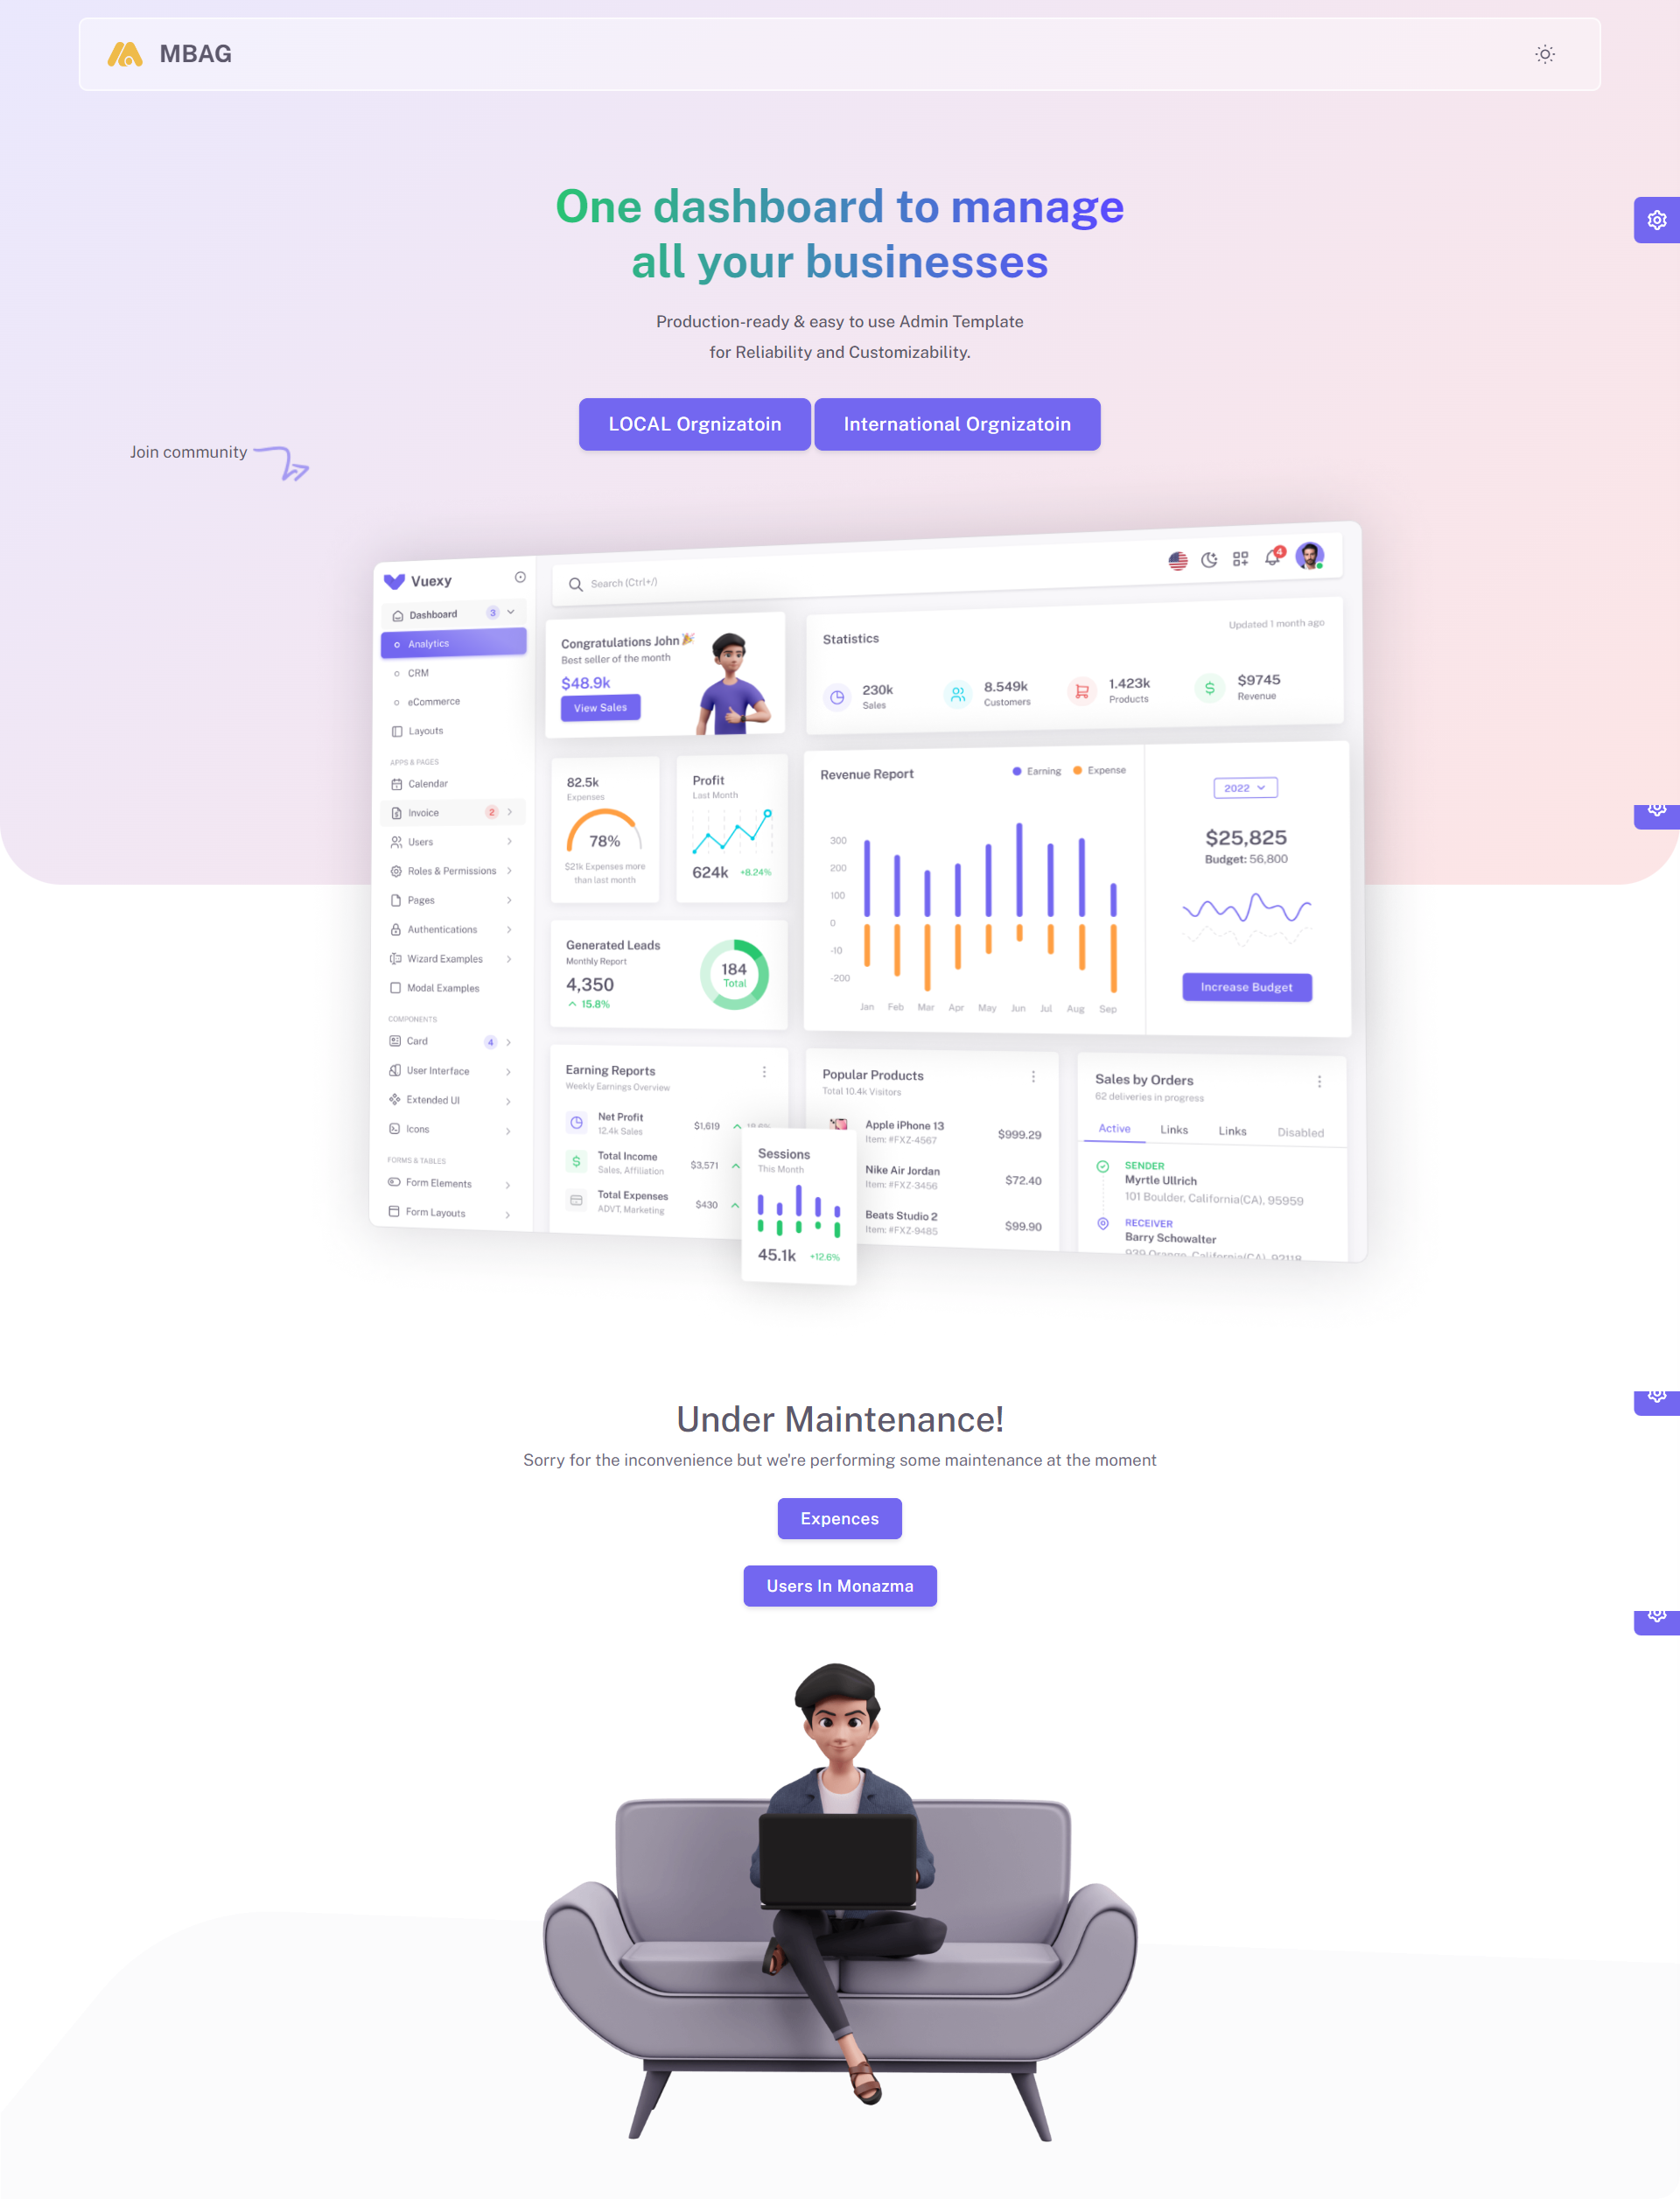 MBAG
One dashboard to manage
all your businesses
Production-ready & easy to use Admin Template
for Reliability and Customizability.
LOCAL Orgnizatoin
International Orgnizatoin
Join community
Vuexy
Dashboard 3
Analytics
CRM
eCommerce
Layouts
APPS & PAGES
Calendar
Invoice 2
Users
Roles & Permissions
Pages
Authentications
Wizard Examples
Modal Examples
COMPONENTS
Card 4
User Interface
Extended UI
Icons
FORMS & TABLES
Form Elements
Form Layouts
Search (Ctrl+/)
4
Congratulations John
Best seller of the month
$48.9k
View Sales
Statistics
Updated 1 month ago
230k
Sales
8.549k
Customers
1.423k
Products
$9745
Revenue
82.5k
Expenses
78%
$21k Expenses more
than last month
Profit
Last Month
624k +8.24%
Revenue Report
Earning Expense
300
200
100
0
-10
-200
Jan Feb Mar Apr May Jun Jul Aug Sep
2022
$25,825
Budget: 56,800
Increase Budget
Generated Leads
Monthly Report
4,350
15.8%
184
Total
Earning Reports
Weekly Earnings Overview
Net Profit
12.4k Sales
$1,619
18.6%
Total Income
Sales, Affiliation
$3,571
Total Expenses
ADVT, Marketing
$430
Sessions
This Month
45.1k +12.6%
Popular Products
Total 10.4k Visitors
Apple iPhone 13
Item: #FXZ-4567
$999.29
Nike Air Jordan
Item: #FXZ-3456
$72.40
Beats Studio 2
Item: #FXZ-9485
$99.90
Sales by Orders
62 deliveries in progress
Active Links Links Disabled
SENDER
Myrtle Ullrich
101 Boulder, California(CA), 95959
RECEIVER
Barry Schowalter
939 Orange, California(CA), 92118
Under Maintenance!
Sorry for the inconvenience but we're performing some maintenance at the moment
Expences
Users In Monazma